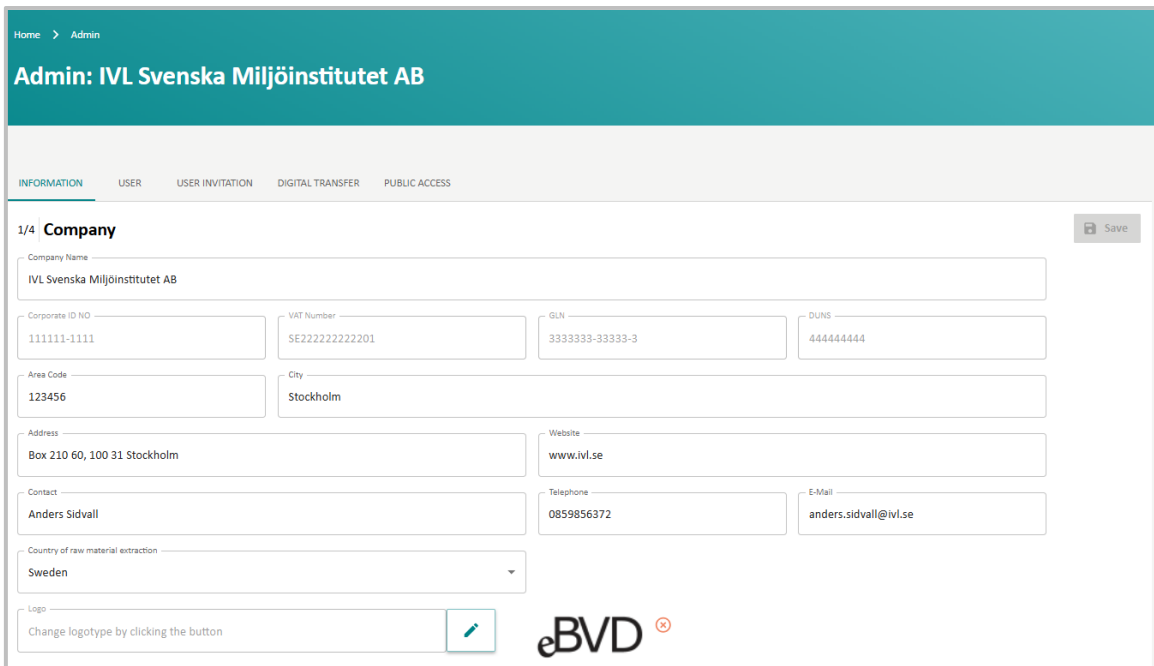 Home > Admin
Admin: IVL Svenska Miljöinstitutet AB
INFORMATION USER USER INVITATION DIGITAL TRANSFER PUBLIC ACCESS
1/4 Company Save
Company Name
IVL Svenska Miljöinstitutet AB
Corporate ID NO VAT Number GLN DUNS
111111-1111 SE222222222201 3333333-33333-3 444444444
Area Code City
123456 Stockholm
Address Website
Box 210 60, 100 31 Stockholm www.ivl.se
Contact Telephone E-Mail
Anders Sidvall 0859856372 anders.sidvall@ivl.se
Country of raw material extraction
Sweden
Logo
Change logotype by clicking the button eBVD